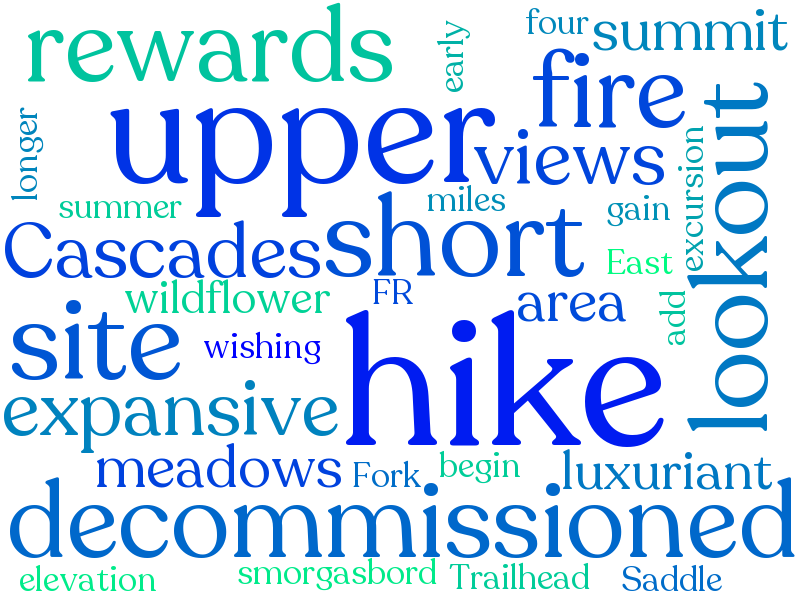 rewards
early
four
summit
fire
upper
longer
views
lookout
excursion
summer
miles
gain
Cascades
short
East
wildflower
FR
area
add
site
wishing
hike
expansive
meadows
Fork
begin
luxuriant
decommissioned
elevation
smorgasbord
Trailhead
Saddle